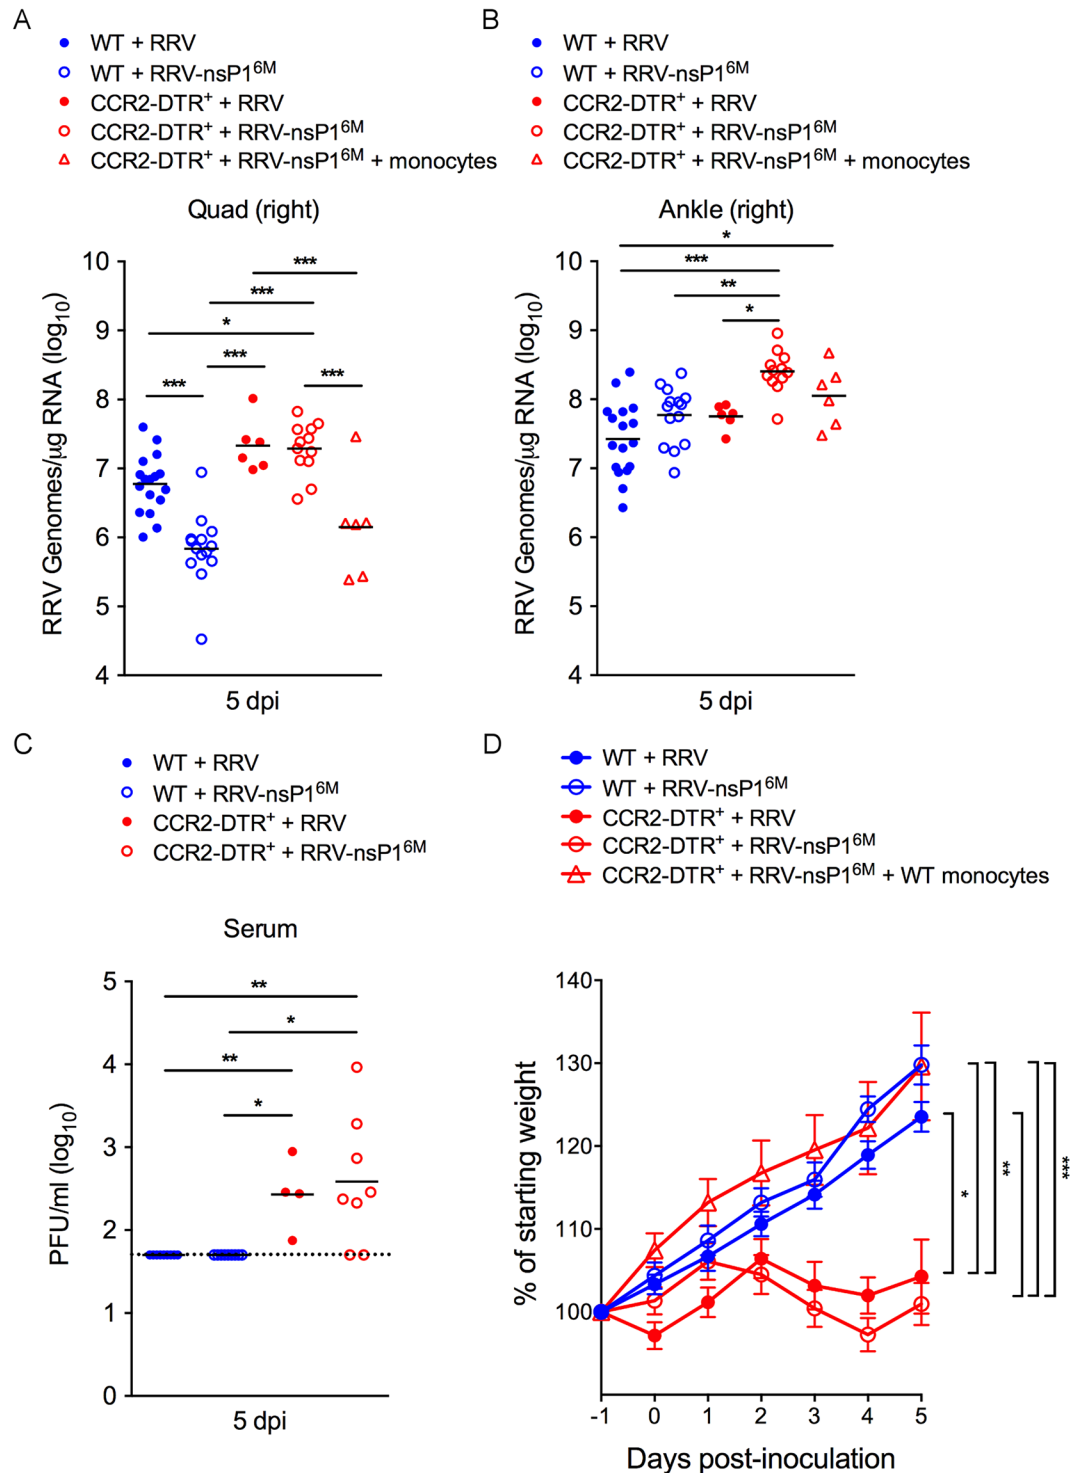 A
WT + RRV
WT + RRV-nsP1^6M
CCR2-DTR^+ + RRV
CCR2-DTR^+ + RRV-nsP1^6M
CCR2-DTR^+ + RRV-nsP1^6M + monocytes
Quad (right)
RRV Genomes/µg RNA (log10)
10
9
8
7
6
5
4
***
***
*
***
***
***
5 dpi
B
WT + RRV
WT + RRV-nsP1^6M
CCR2-DTR^+ + RRV
CCR2-DTR^+ + RRV-nsP1^6M
CCR2-DTR^+ + RRV-nsP1^6M + monocytes
Ankle (right)
RRV Genomes/µg RNA (log10)
10
9
8
7
6
5
4
*
***
**
*
5 dpi
C
WT + RRV
WT + RRV-nsP1^6M
CCR2-DTR^+ + RRV
CCR2-DTR^+ + RRV-nsP1^6M
Serum
PFU/ml (log10)
5
4
3
2
1
0
**
*
**
*
5 dpi
D
WT + RRV
WT + RRV-nsP1^6M
CCR2-DTR^+ + RRV
CCR2-DTR^+ + RRV-nsP1^6M
CCR2-DTR^+ + RRV-nsP1^6M + WT monocytes
% of starting weight
140
130
120
110
100
*
**
***
-1 0 1 2 3 4 5
Days post-inoculation